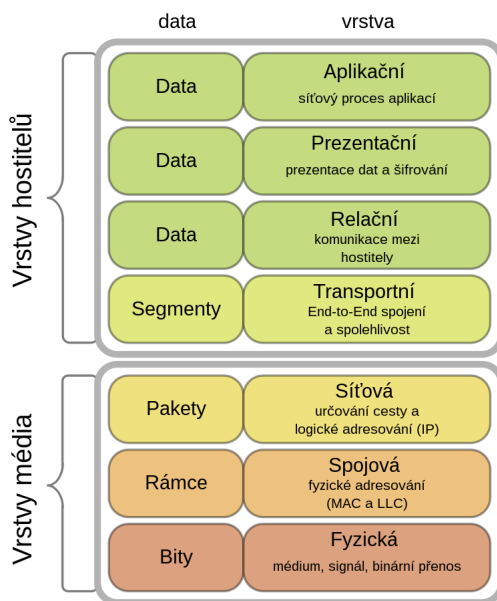 data vrstva
Vrstvy hostitelů
Data
Aplikační
síťový proces aplikací
Data
Prezentační
prezentace dat a šifrování
Data
Relační
komunikace mezi
hostitely
Segmenty
Transportní
End-to-End spojení
a spolehlivost
Vrstvy média
Pakety
Síťová
určování cesty a
logické adresování (IP)
Rámce
Spojová
fyzické adresování
(MAC a LLC)
Bity
Fyzická
médium, signál, binární přenos